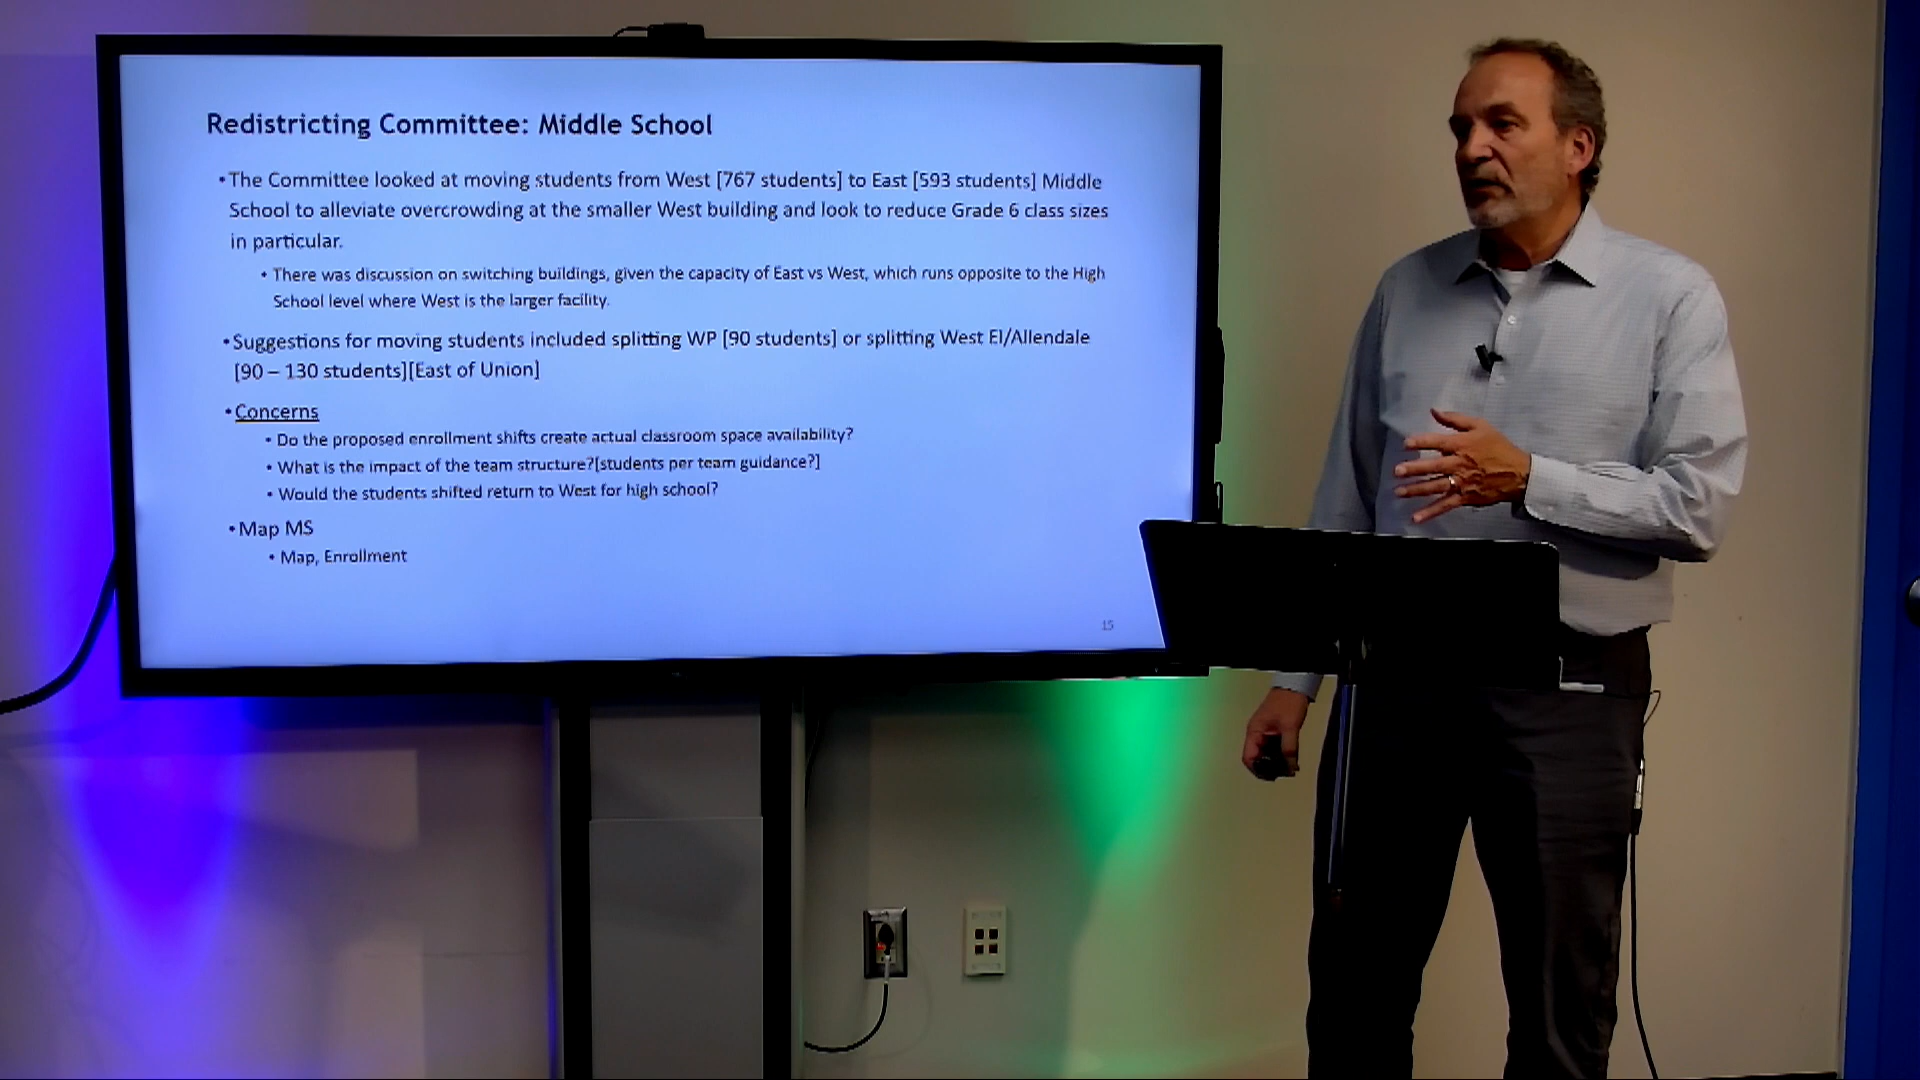 Redistricting Committee: Middle School
•The Committee looked at moving students from West [767 students] to East [593 students] Middle
School to alleviate overcrowding at the smaller West building and look to reduce Grade 6 class sizes
in particular.
• There was discussion on switching buildings, given the capacity of East vs West, which runs opposite to the High
School level where West is the larger facility.
•Suggestions for moving students included splitting WP [90 students] or splitting West El/Allendale
[90 – 130 students][East of Union]
•Concerns
• Do the proposed enrollment shifts create actual classroom space availability?
• What is the impact of the team structure?[students per team guidance?]
• Would the students shifted return to West for high school?
•Map MS
• Map, Enrollment
15